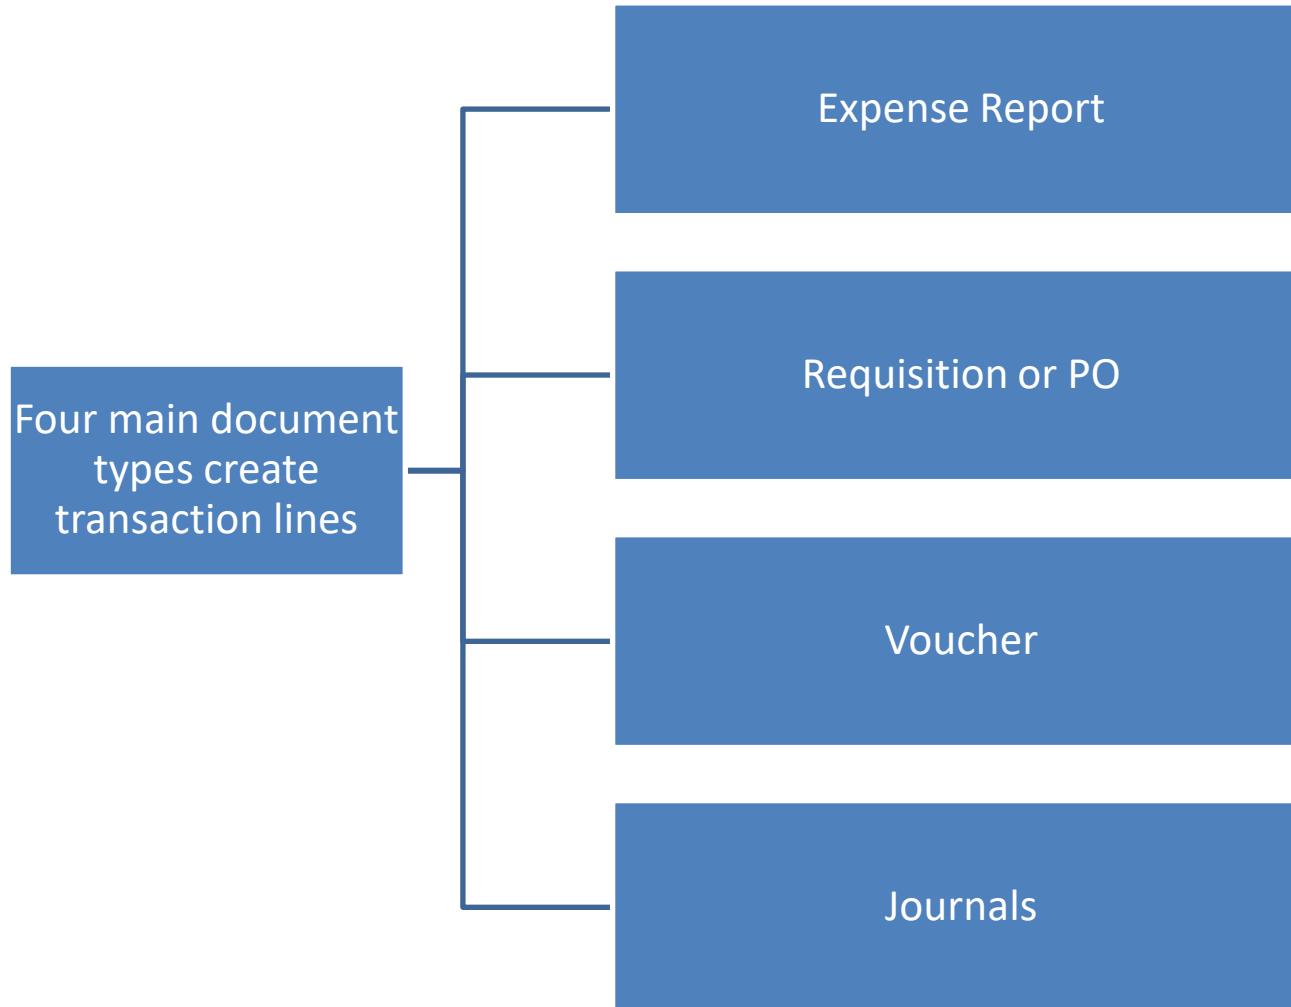 Expense Report
Requisition or PO
Four main document
types create
transaction lines
Voucher
Journals